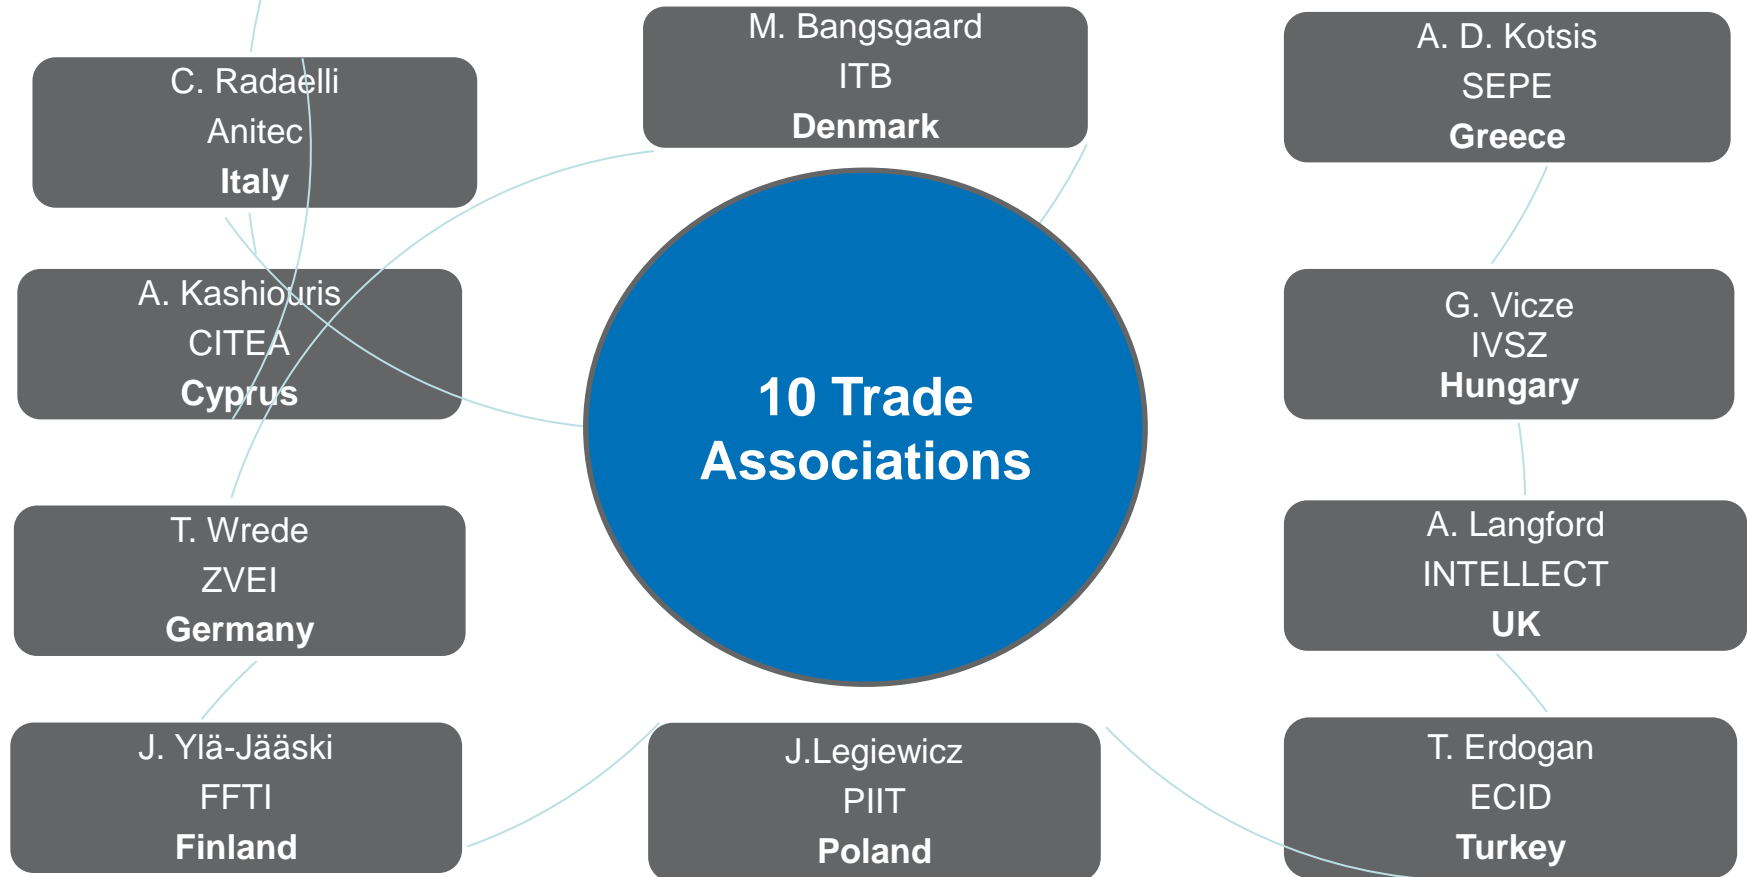 C. Radaelli
Anitec
Italy
M. Bangsgaard
ITB
Denmark
A. D. Kotsis
SEPE
Greece
A. Kashiouris
CITEA
Cyprus
10 Trade
Associations
G. Vicze
IVSZ
Hungary
T. Wrede
ZVEI
Germany
A. Langford
INTELLECT
UK
J. Ylä-Jääski
FFTI
Finland
J.Legiewicz
PIIT
Poland
T. Erdogan
ECID
Turkey